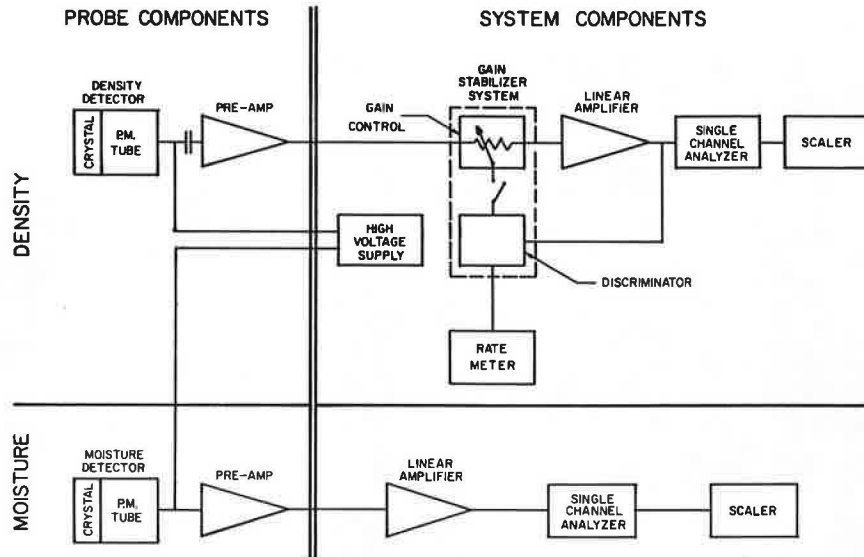 PROBE COMPONENTS
SYSTEM COMPONENTS
DENSITY
DENSITY
DETECTOR
CRYSTAL
P.M.
TUBE
PRE-AMP
GAIN
CONTROL
GAIN
STABILIZER
SYSTEM
LINEAR
AMPLIFIER
SINGLE
CHANNEL
ANALYZER
SCALER
HIGH
VOLTAGE
SUPPLY
DISCRIMINATOR
RATE
METER
MOISTURE
MOISTURE
DETECTOR
CRYSTAL
P.M.
TUBE
PRE-AMP
LINEAR
AMPLIFIER
SINGLE
CHANNEL
ANALYZER
SCALER